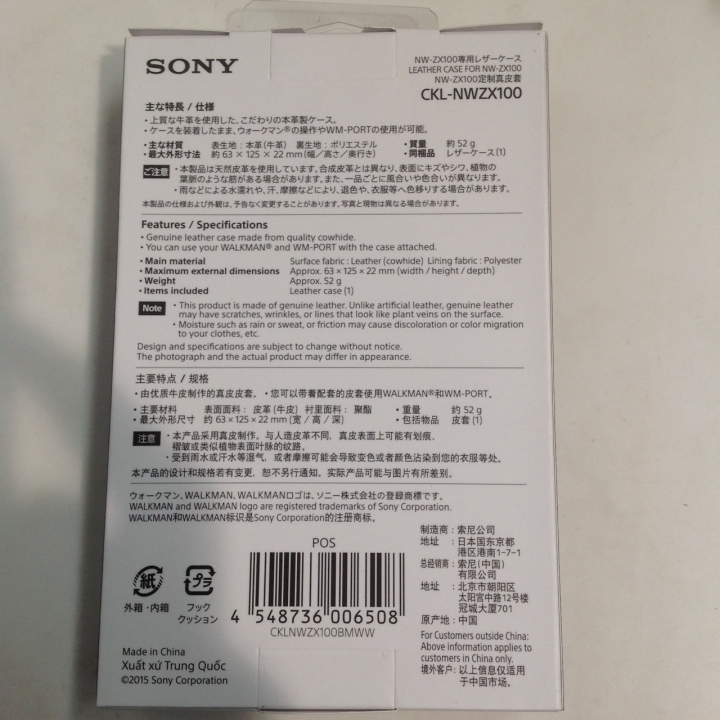 SONY
NW-ZX100専用レザーケース
LEATHER CASE FOR NW-ZX100
NW-ZX100定制真皮套
CKL-NWZX100
主な特長 / 仕様
・上質な牛革を使用した、こだわりの本革製ケース。
・ケースを装着したまま、ウォークマン®の操作やWM-PORTの使用が可能。
・主な材質 表生地：本革(牛革) 裏生地：ポリエステル ・質量 約 52 g
・最大外形寸法 約 63 × 125 × 22 mm (幅／高さ／奥行き) ・同梱品 レザーケース (1)
ご注意 ・本製品は天然皮革を使用しています。合成皮革とは異なり、表面にキズやシワ、植物の
葉脈のような筋がある場合があります。また、一品ごとに風合いや色合いが異なります。
・雨などによる水濡れや、汗、摩擦などにより、退色や、衣服等へ色移りする場合があります。
本製品の仕様および外観は、予告なく変更することがあります。写真と現物は異なる場合があります。
Features / Specifications
• Genuine leather case made from quality cowhide.
• You can use your WALKMAN® and WM-PORT with the case attached.
• Main material Surface fabric : Leather (cowhide) Lining fabric : Polyester
• Maximum external dimensions Approx. 63 × 125 × 22 mm (width / height / depth)
• Weight Approx. 52 g
• Items included Leather case (1)
Note • This product is made of genuine leather. Unlike artificial leather, genuine leather
may have scratches, wrinkles, or lines that look like plant veins on the surface.
• Moisture such as rain or sweat, or friction may cause discoloration or color migration
to your clothes, etc.
Design and specifications are subject to change without notice.
The photograph and the actual product may differ in appearance.
主要特点 / 规格
・由优质牛皮制作的真皮皮套。 ・您可以带着配套的皮套使用WALKMAN®和WM-PORT。
・主要材料 表面面料： 皮革 (牛皮) 衬里面料： 聚酯 ・重量 约 52 g
・最大外形尺寸 约 63 × 125 × 22 mm (宽 / 高 / 深) ・包括物品 皮套 (1)
注意 ・本产品采用真皮制作。与人造皮革不同，真皮表面上可能有划痕，
褶皱或类似植物表面叶脉的纹路。
・受到雨水或汗水等湿气，或者摩擦可能会导致变色或者颜色沾染到您的衣服等处。
本产品的设计和规格若有变更，恕不另行通知。实际产品可能与图片有所差别。
ウォークマン、WALKMAN、WALKMANロゴは、ソニー株式会社の登録商標です。
WALKMAN and WALKMAN logo are registered trademarks of Sony Corporation.
WALKMAN和WALKMAN标识是Sony Corporation的注册商标。
制造商：索尼公司
地址 ：日本国东京都
港区港南1-7-1
总经销商：索尼(中国)
有限公司
地址 ：北京市朝阳区
太阳宫中路12号楼
冠城大厦701
原产地：中国
For Customers outside China:
Above information applies to
customers in China only.
境外客户：以上信息仅适用
于中国市场。
POS
4 548736 006508
CKLNWZX100BMWW
紙
外箱・内箱
プラ
フック
クッション
Made in China
Xuất xứ Trung Quốc
©2015 Sony Corporation